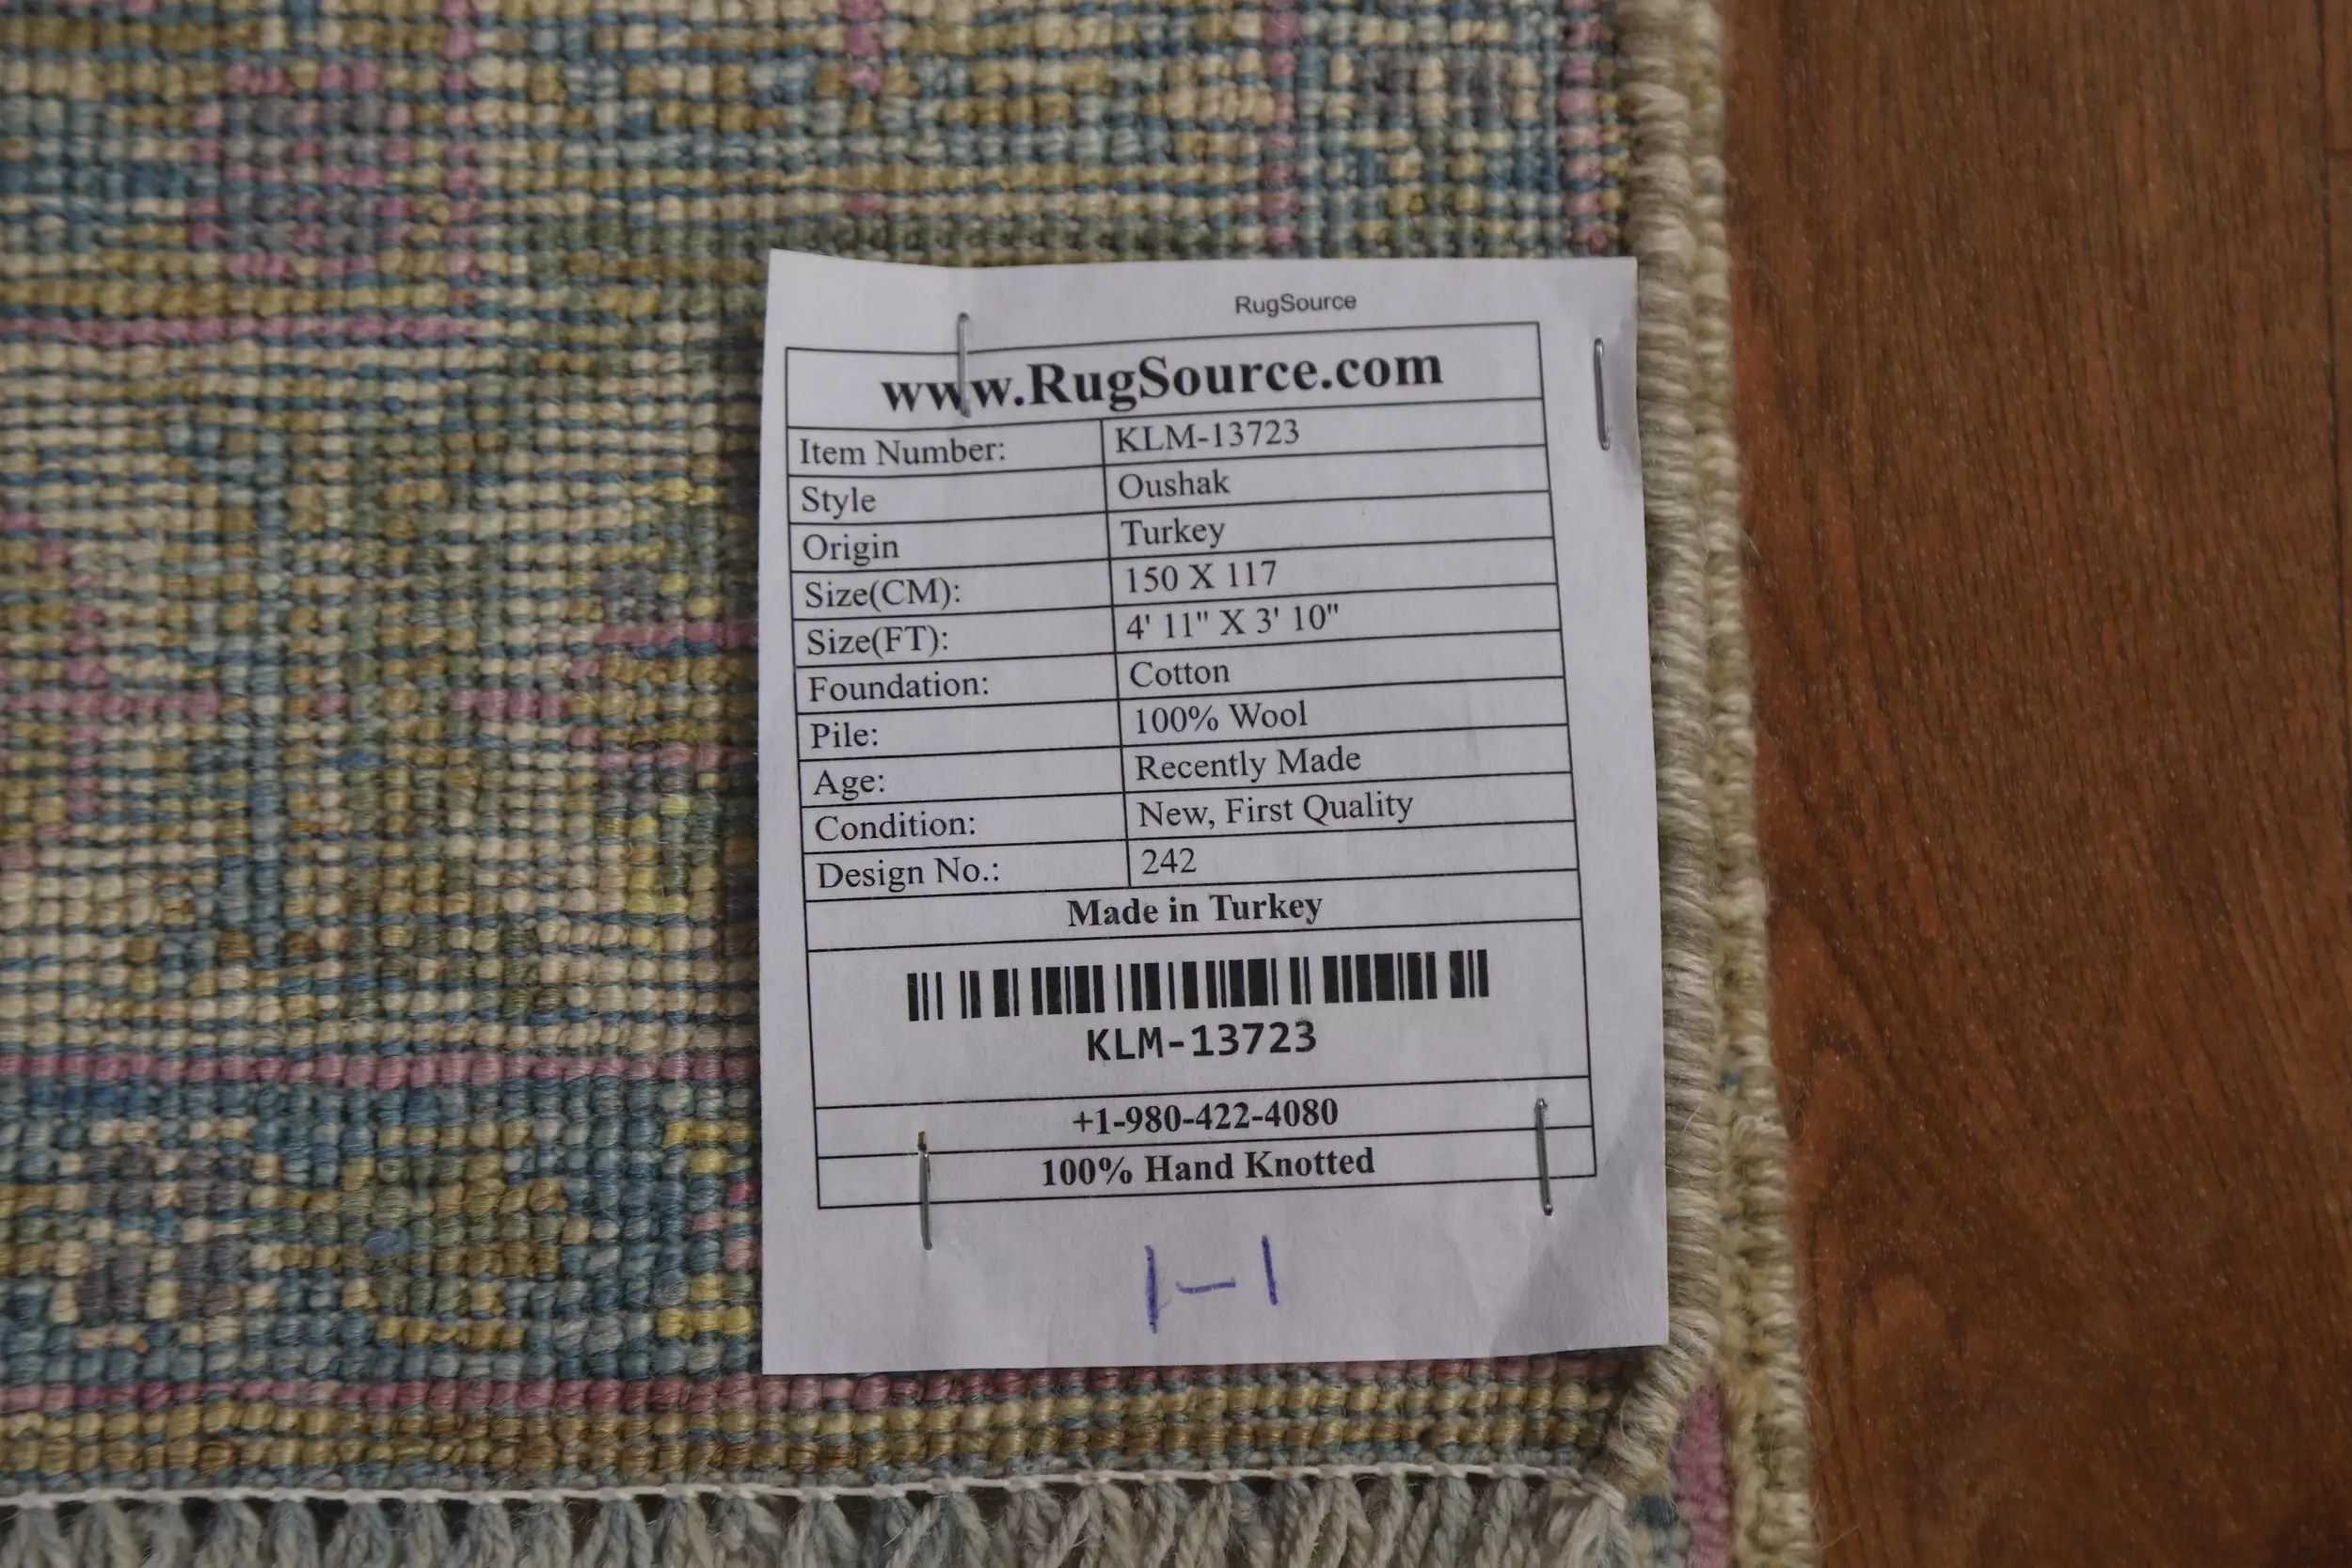 RugSource
www.RugSource.com
Item Number: KLM-13723
Style Oushak
Origin Turkey
Size(CM): 150 X 117
Size(FT): 4' 11" X 3' 10"
Foundation: Cotton
Pile: 100% Wool
Age: Recently Made
Condition: New, First Quality
Design No.: 242
Made in Turkey
KLM-13723
+1-980-422-4080
100% Hand Knotted
1-1